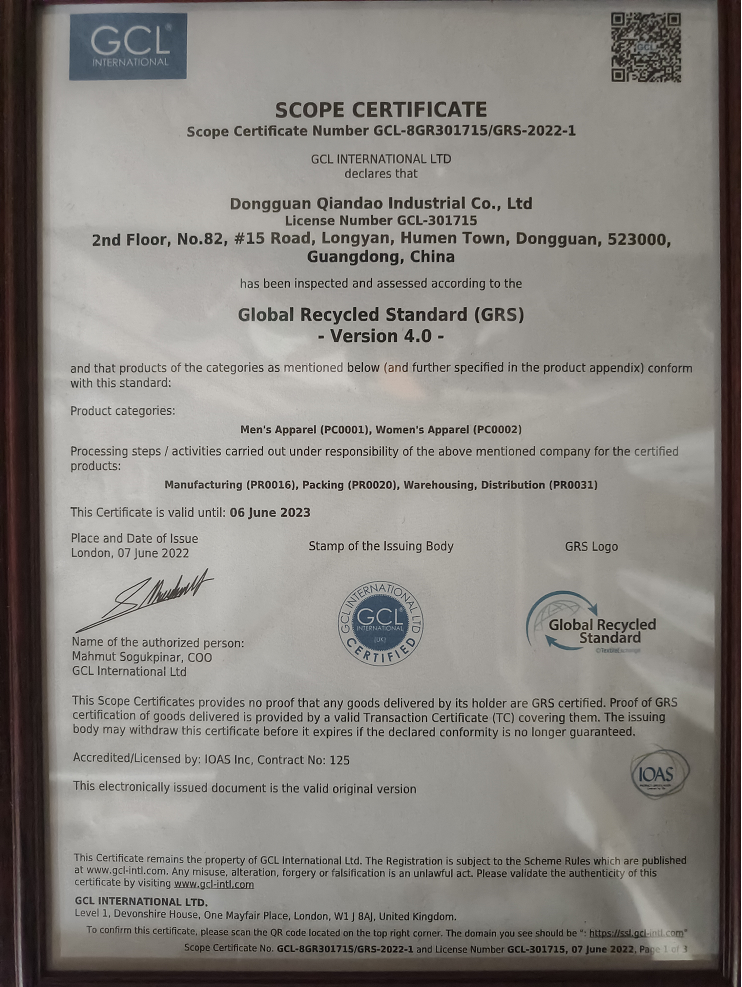 GCL
INTERNATIONAL
SCOPE CERTIFICATE
Scope Certificate Number GCL-8GR301715/GRS-2022-1
GCL INTERNATIONAL LTD
declares that
Dongguan Qiandao Industrial Co., Ltd
License Number GCL-301715
2nd Floor, No.82, #15 Road, Longyan, Humen Town, Dongguan, 523000,
Guangdong, China
has been inspected and assessed according to the
Global Recycled Standard (GRS)
- Version 4.0 -
and that products of the categories as mentioned below (and further specified in the product appendix) conform
with this standard:
Product categories:
Men's Apparel (PC0001), Women's Apparel (PC0002)
Processing steps / activities carried out under responsibility of the above mentioned company for the certified
products:
Manufacturing (PR0016), Packing (PR0020), Warehousing, Distribution (PR0031)
This Certificate is valid until: 06 June 2023
Place and Date of Issue
London, 07 June 2022
Stamp of the Issuing Body
GRS Logo
GCL INTERNATIONAL LTD
GCL
INTERNATIONAL
(UK)
CERTIFIED
Global Recycled
Standard
Name of the authorized person:
Mahmut Sogukpinar, COO
GCL International Ltd
This Scope Certificates provides no proof that any goods delivered by its holder are GRS certified. Proof of GRS
certification of goods delivered is provided by a valid Transaction Certificate (TC) covering them. The issuing
body may withdraw this certificate before it expires if the declared conformity is no longer guaranteed.
Accredited/Licensed by: IOAS Inc, Contract No: 125
IOAS
This electronically issued document is the valid original version
This Certificate remains the property of GCL International Ltd. The Registration is subject to the Scheme Rules which are published
at www.gcl-intl.com. Any misuse, alteration, forgery or falsification is an unlawful act. Please validate the authenticity of this
certificate by visiting www.gcl-intl.com
GCL INTERNATIONAL LTD.
Level 1, Devonshire House, One Mayfair Place, London, W1 J 8AJ, United Kingdom.
To confirm this certificate, please scan the QR code located on the top right corner. The domain you see should be ": https://ssl.gcl-intl.com"
Scope Certificate No. GCL-8GR301715/GRS-2022-1 and License Number GCL-301715, 07 June 2022, Page 1 of 3